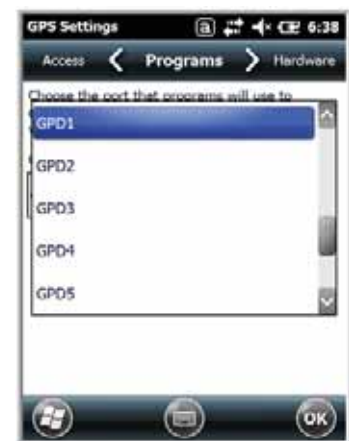 GPS Settings a 6:38
Access Programs Hardware
Choose the port that programs will use to
GPD1
GPD2
GPD3
GPD4
GPD5
OK